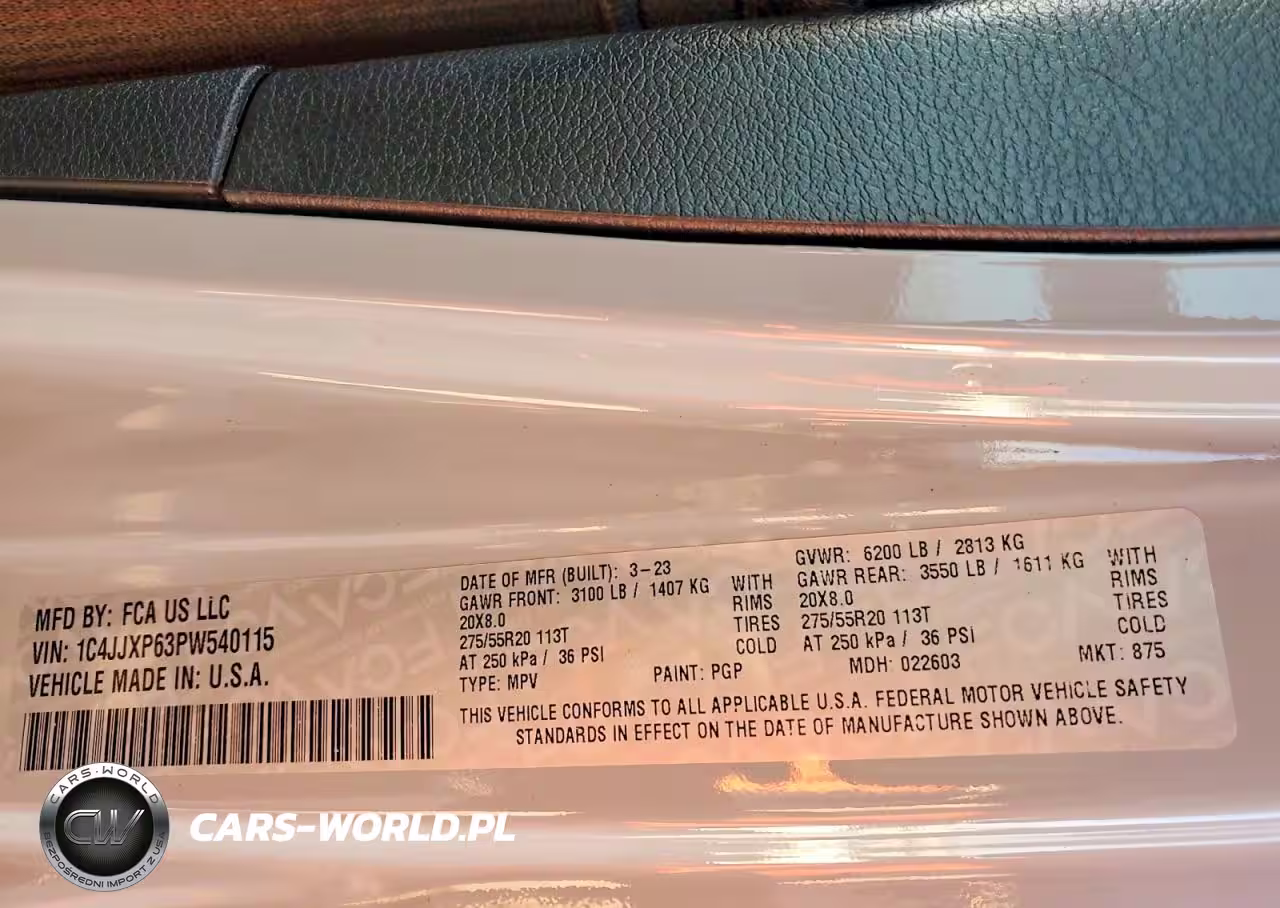 MFD BY: FCA US LLC
VIN: 1C4JJXP63PW540115
VEHICLE MADE IN: U.S.A.
DATE OF MFR (BUILT): 3-23
GAWR FRONT: 3100 LB / 1407 KG WITH
20X8.0 RIMS
275/55R20 113T TIRES
AT 250 kPa / 36 PSI COLD
TYPE: MPV PAINT: PGP
GVWR: 6200 LB / 2813 KG
GAWR REAR: 3550 LB / 1611 KG WITH
20X8.0 RIMS
275/55R20 113T TIRES
AT 250 kPa / 36 PSI COLD
MDH: 022603 MKT: 875
THIS VEHICLE CONFORMS TO ALL APPLICABLE U.S.A. FEDERAL MOTOR VEHICLE SAFETY
STANDARDS IN EFFECT ON THE DATE OF MANUFACTURE SHOWN ABOVE.
CARS-WORLD
CW
BEZPOŚREDNI IMPORT Z USA
CARS-WORLD.PL